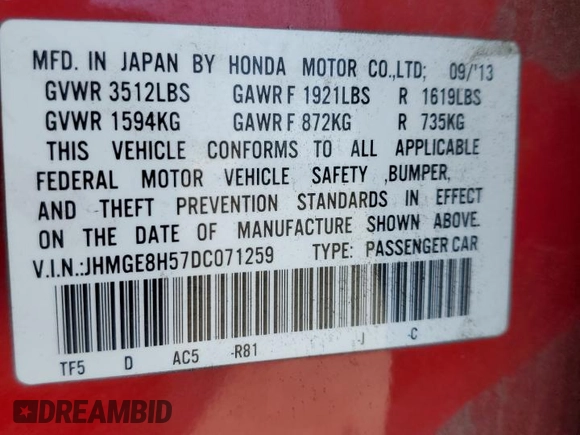 MFD. IN JAPAN BY HONDA MOTOR CO.,LTD; 09/'13
GVWR 3512LBS GAWR F 1921LBS R 1619LBS
GVWR 1594KG GAWR F 872KG R 735KG
THIS VEHICLE CONFORMS TO ALL APPLICABLE
FEDERAL MOTOR VEHICLE SAFETY ,BUMPER,
AND THEFT PREVENTION STANDARDS IN EFFECT
ON THE DATE OF MANUFACTURE SHOWN ABOVE.
V.I.N.:JHMGE8H57DC071259 TYPE: PASSENGER CAR
TF5 D AC5 -R81 -J -C
DREAMBID